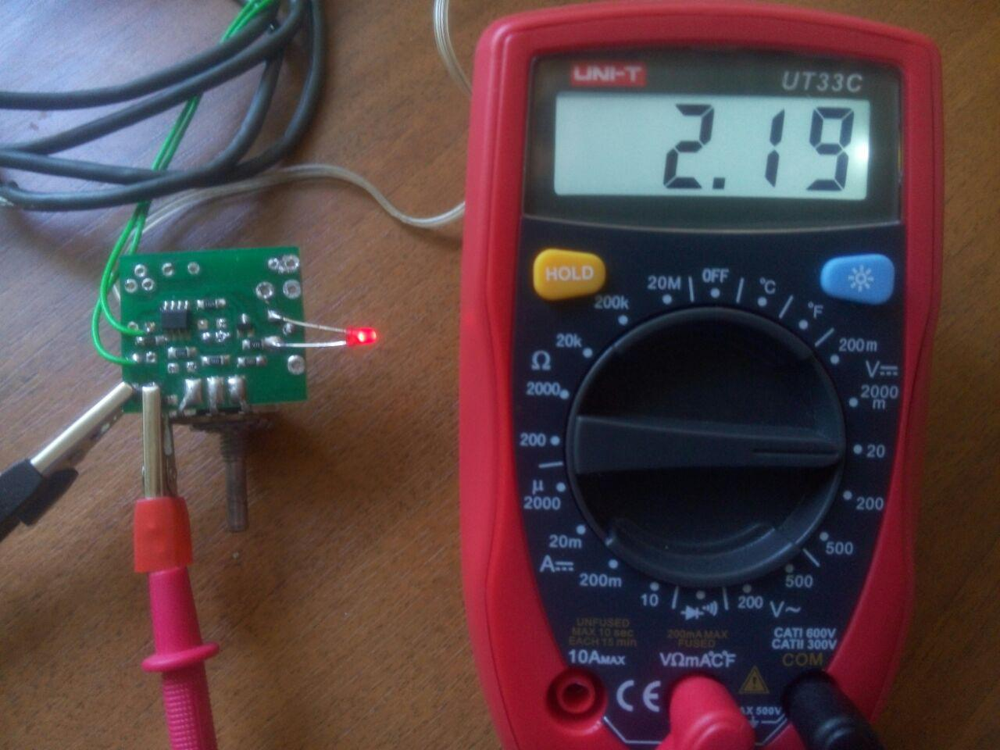 UNI-T
UT33C
2.19
HOLD
OFF
20M
200k
20k
Ω
2000
200
μ
2000
20m
A
200m
10
°C
°F
200m
V
2000
m
20
200
500
500
200
V~
UNFUSED
MAX 10 sec
EACH 15 min
10AMAX
200mA MAX
FUSED
VΩmA°C°F
CATI 600V
CATII 300V
COM
CE
AX 500V